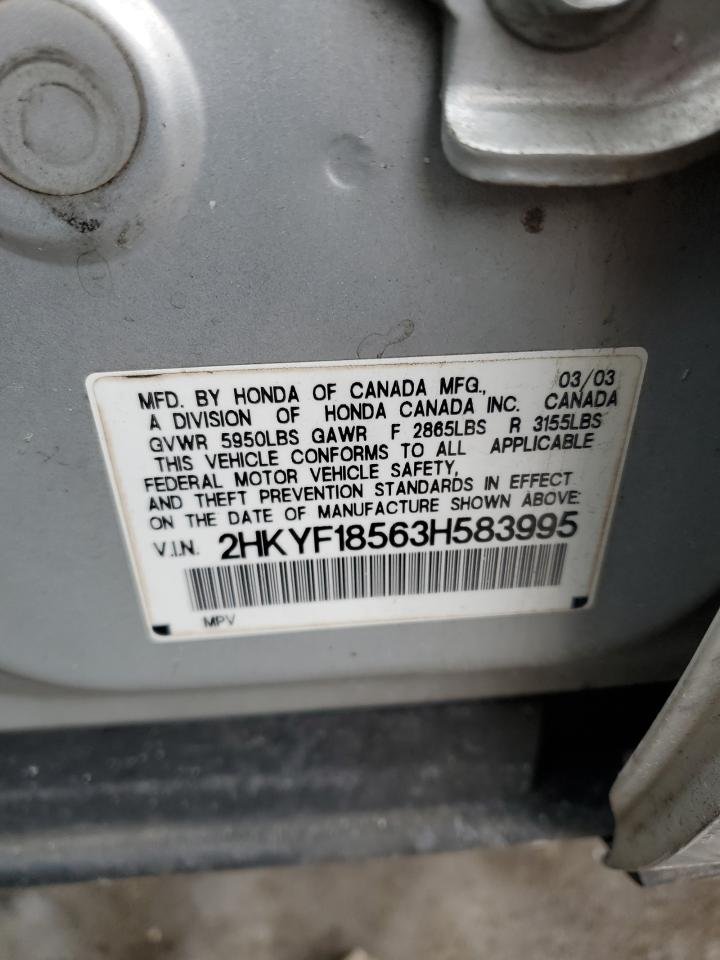 MFD. BY HONDA OF CANADA MFG., 03/03
A DIVISION OF HONDA CANADA INC. CANADA
GVWR 5950LBS GAWR F 2865LBS R 3155LBS
THIS VEHICLE CONFORMS TO ALL APPLICABLE
FEDERAL MOTOR VEHICLE SAFETY,
AND THEFT PREVENTION STANDARDS IN EFFECT
ON THE DATE OF MANUFACTURE SHOWN ABOVE.
V.I.N. 2HKYF18563H583995
MPV